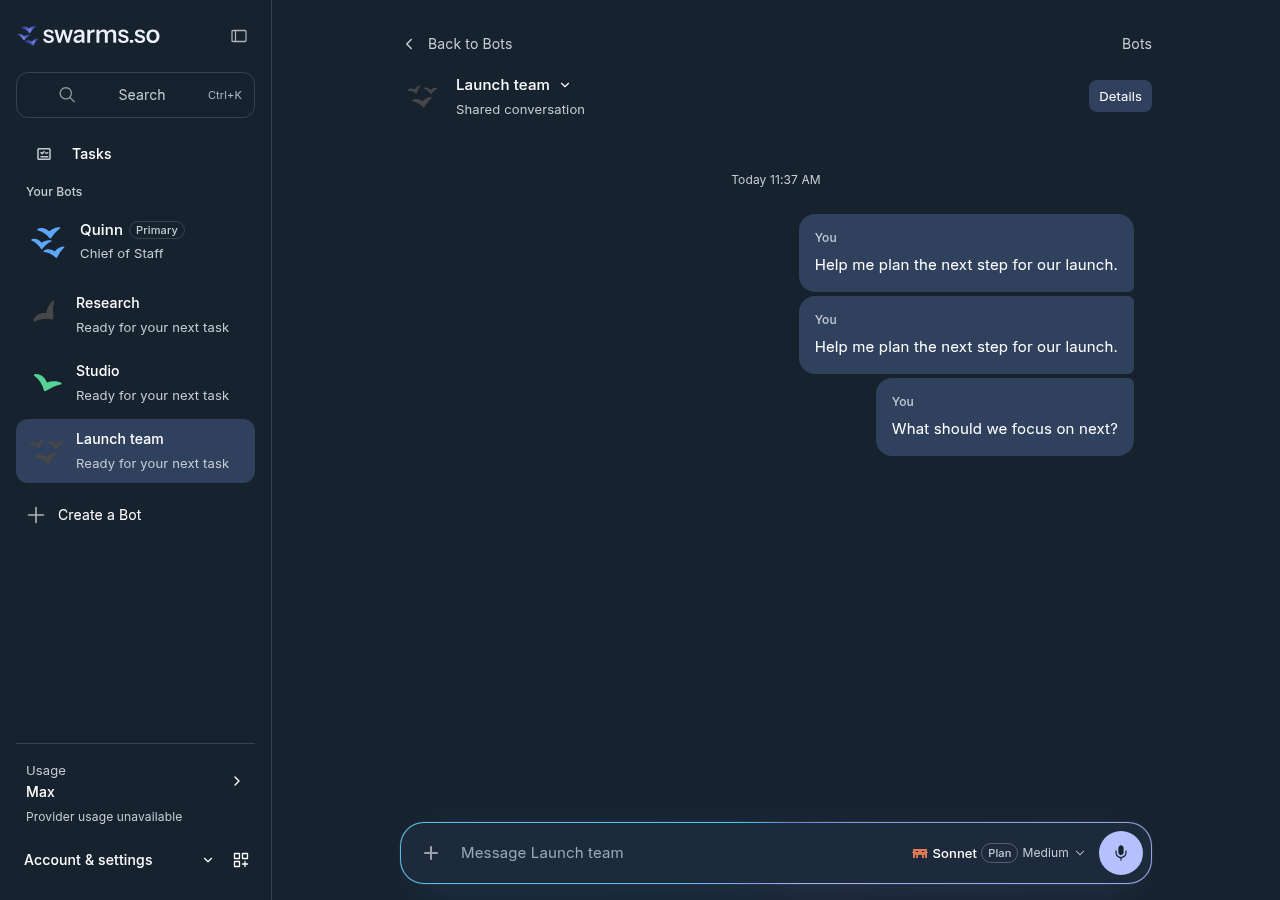 swarms.so
Search Ctrl+K
Tasks
Your Bots
Quinn Primary
Chief of Staff
Research
Ready for your next task
Studio
Ready for your next task
Launch team
Ready for your next task
Create a Bot
Usage
Max
Provider usage unavailable
Account & settings
Back to Bots
Bots
Launch team
Shared conversation
Details
Today 11:37 AM
You
Help me plan the next step for our launch.
You
Help me plan the next step for our launch.
You
What should we focus on next?
Message Launch team
Sonnet Plan Medium